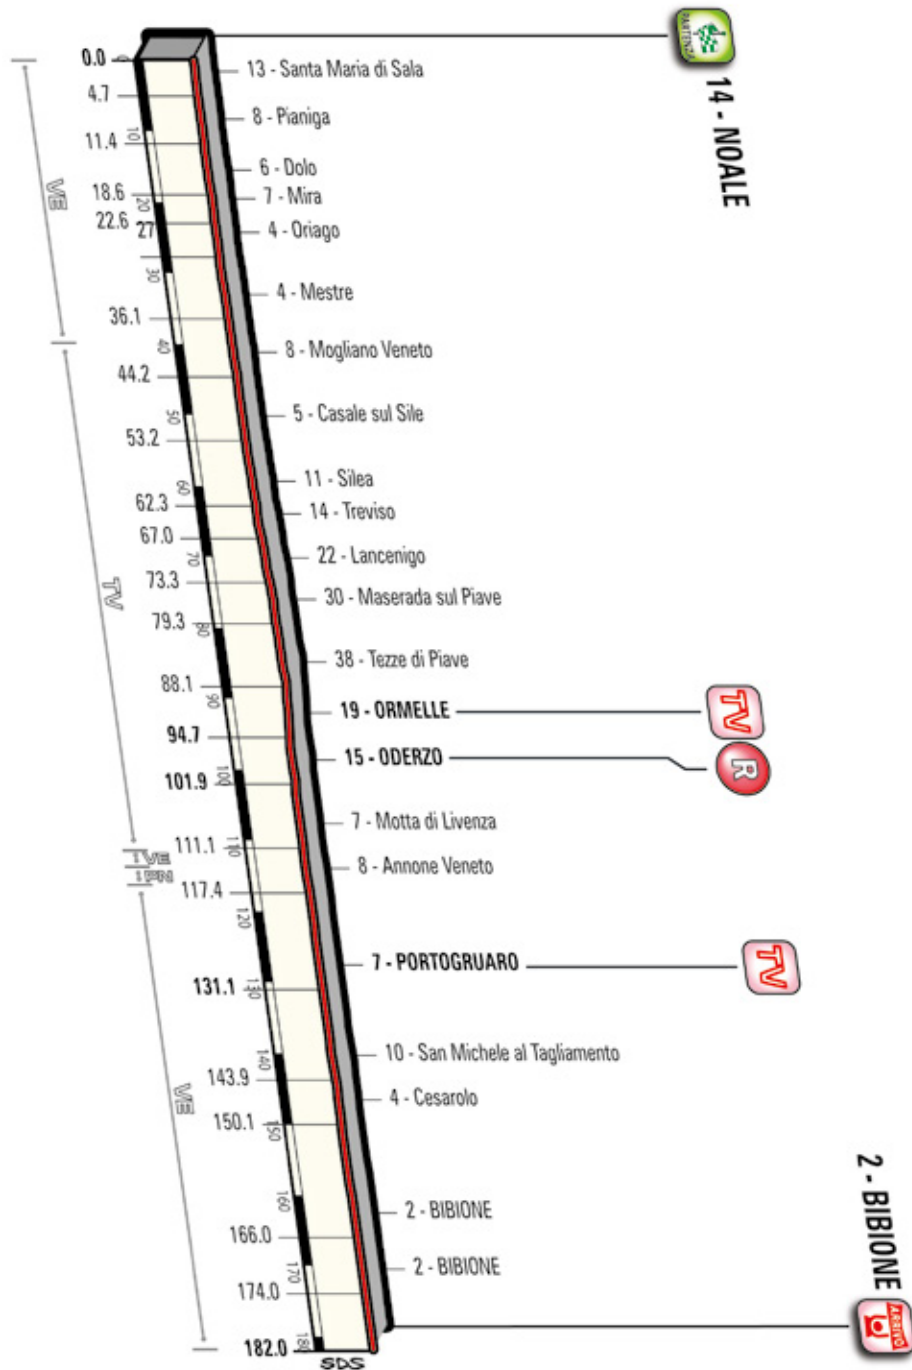 PARTENZA
14 - NOALE
0.0
0
13 - Santa Maria di Sala
4.7
8 - Pianiga
10
11.4
6 - Dolo
18.6
7 - Mira
20
22.6
4 - Oriago
27
30
4 - Mestre
36.1
VE
8 - Mogliano Veneto
40
44.2
5 - Casale sul Sile
50
53.2
11 - Silea
60
62.3
14 - Treviso
67.0
22 - Lancenigo
70
73.3
30 - Maserada sul Piave
79.3
80
TV
38 - Tezze di Piave
88.1
90
19 - ORMELLE
TV
94.7
15 - ODERZO
R
100
101.9
7 - Motta di Livenza
110
111.1
VE
PN
8 - Annone Veneto
117.4
120
7 - PORTOGRUARO
TV
130
131.1
10 - San Michele al Tagliamento
140
143.9
4 - Cesarolo
150.1
150
VE
2 - BIBIONE
160
166.0
2 - BIBIONE
170
174.0
2 - BIBIONE
ARRIVO
180
182.0
SDS